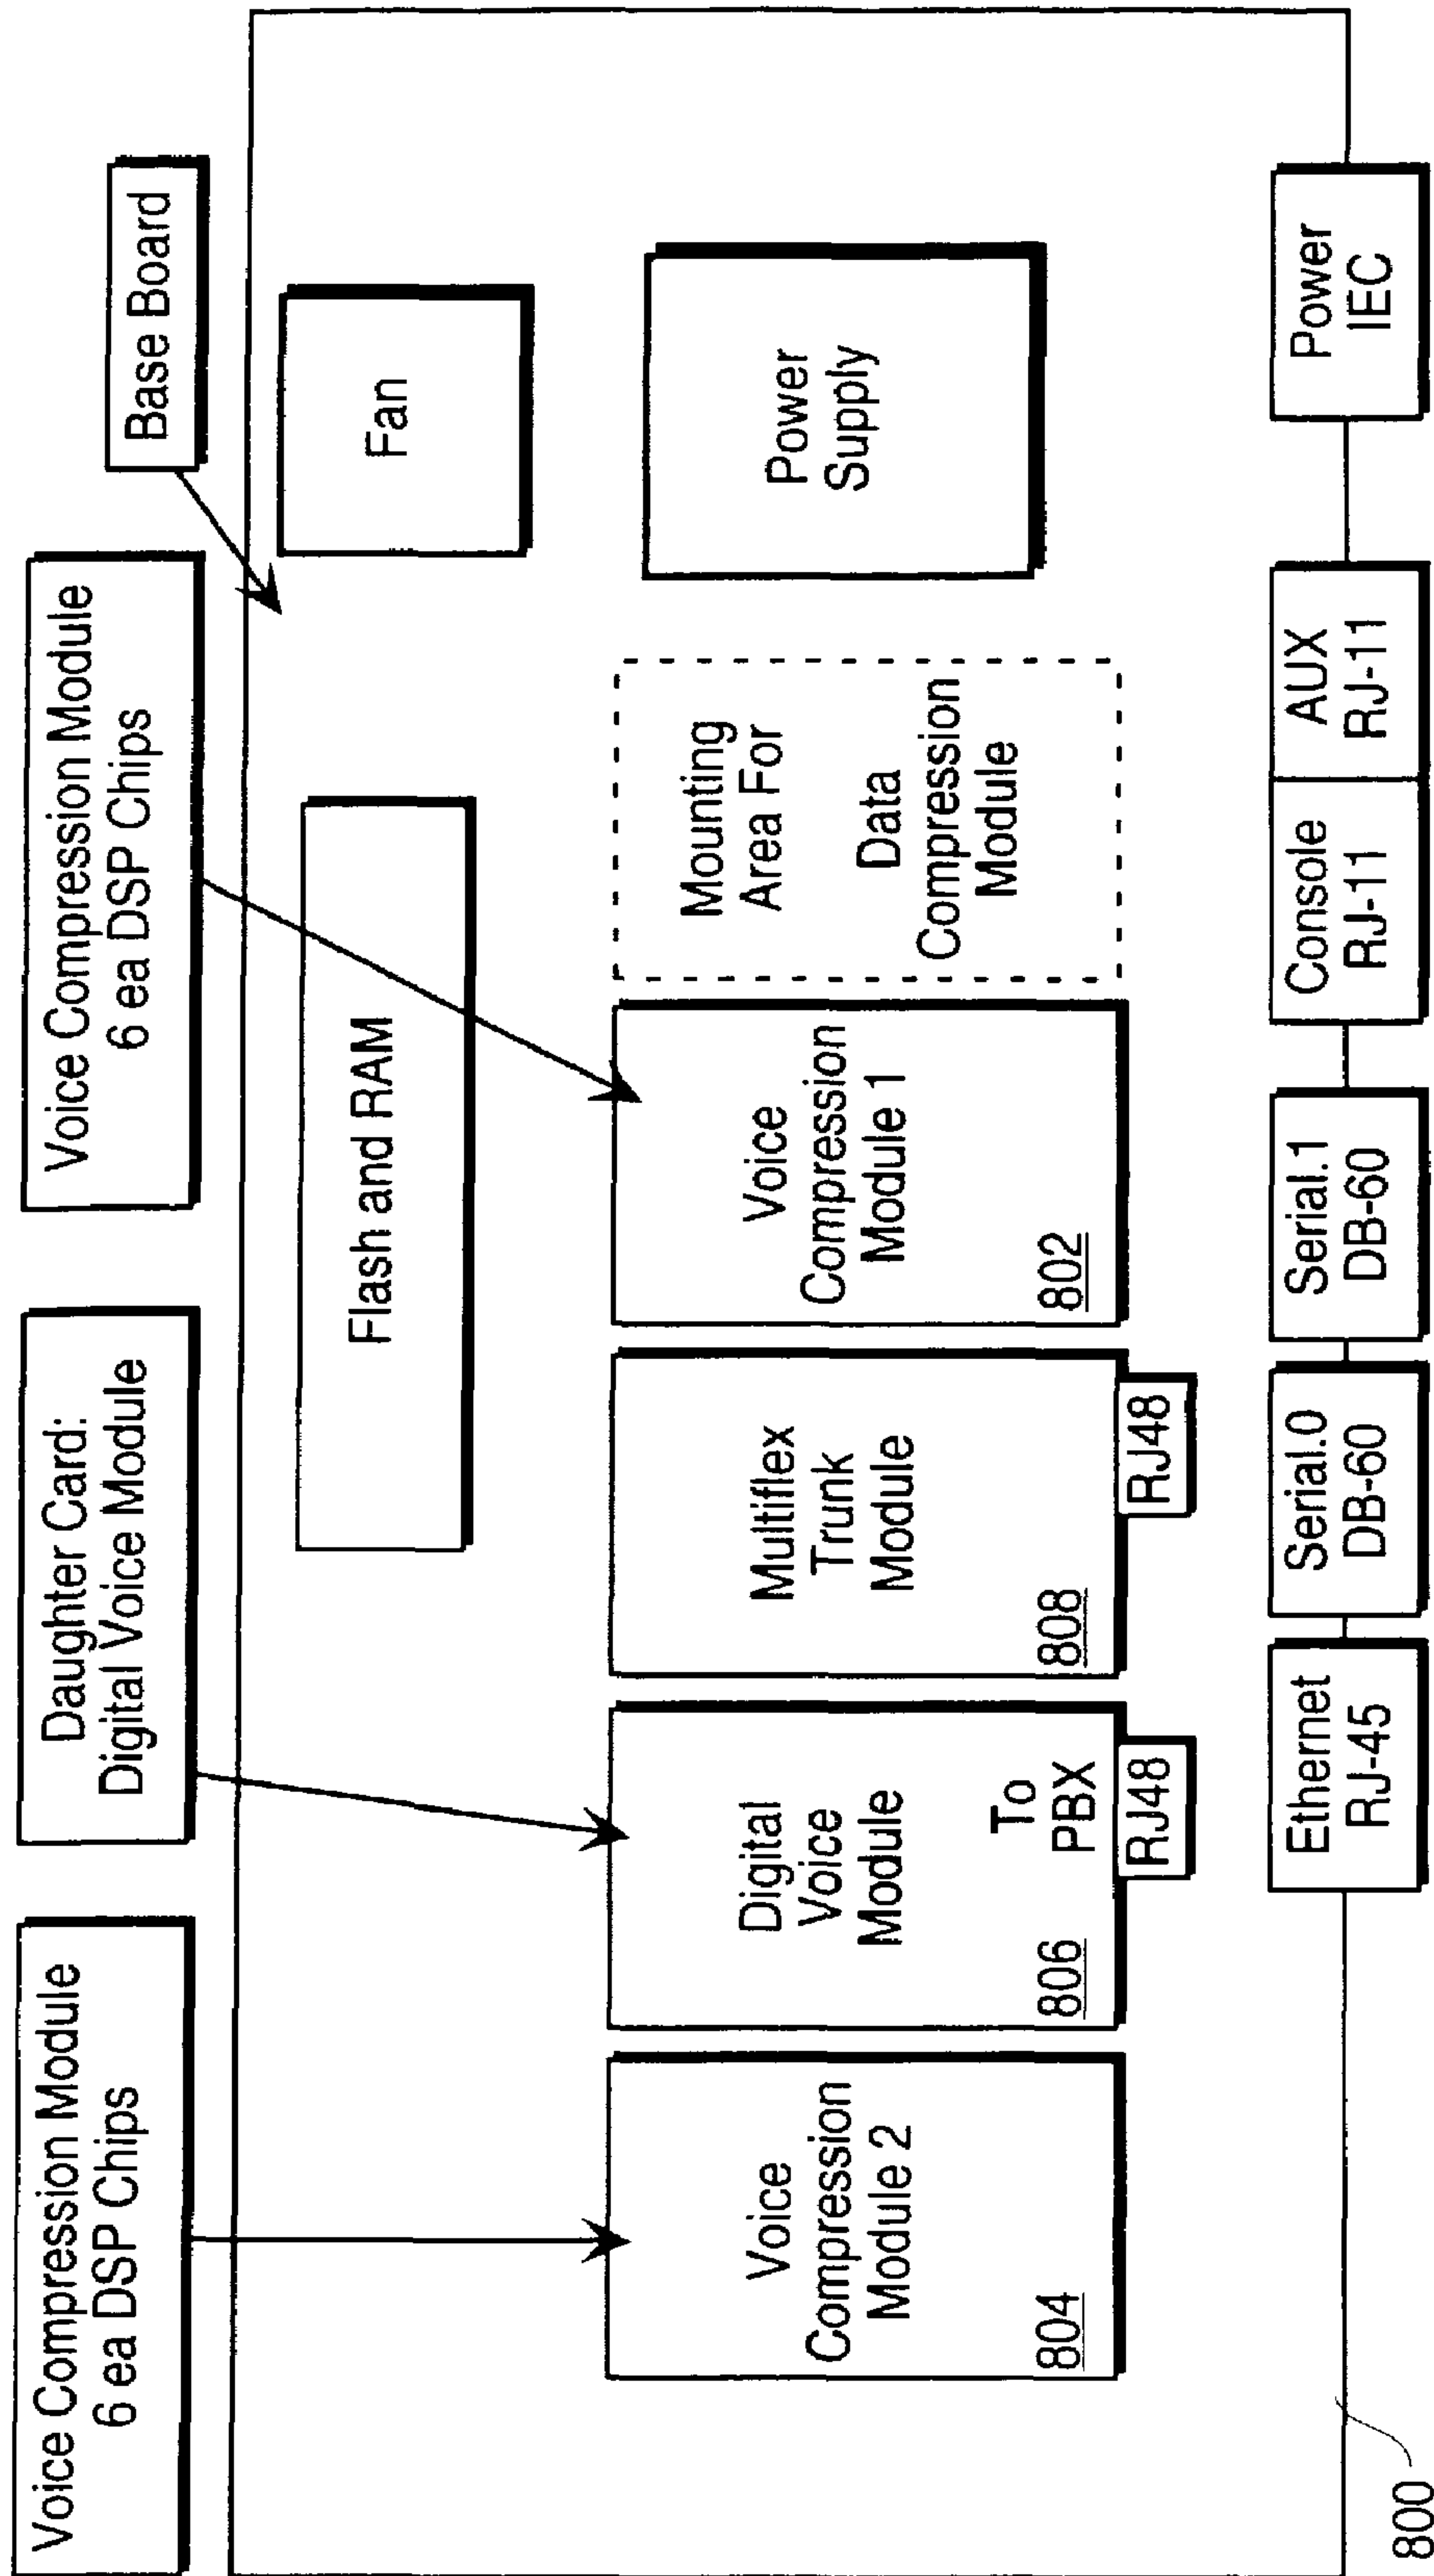 Voice Compression Module
6 ea DSP Chips
Daughter Card:
Digital Voice Module
Voice Compression Module
6 ea DSP Chips
Base Board
Flash and RAM
Fan
Voice
Compression
Module 2
804
Digital
Voice
Module
To
PBX
806
RJ48
Multiflex
Trunk
Module
808
RJ48
Voice
Compression
Module 1
802
Mounting
Area For
Data
Compression
Module
Power
Supply
800
Ethernet
RJ-45
Serial.0
DB-60
Serial.1
DB-60
Console
RJ-11
AUX
RJ-11
Power
IEC